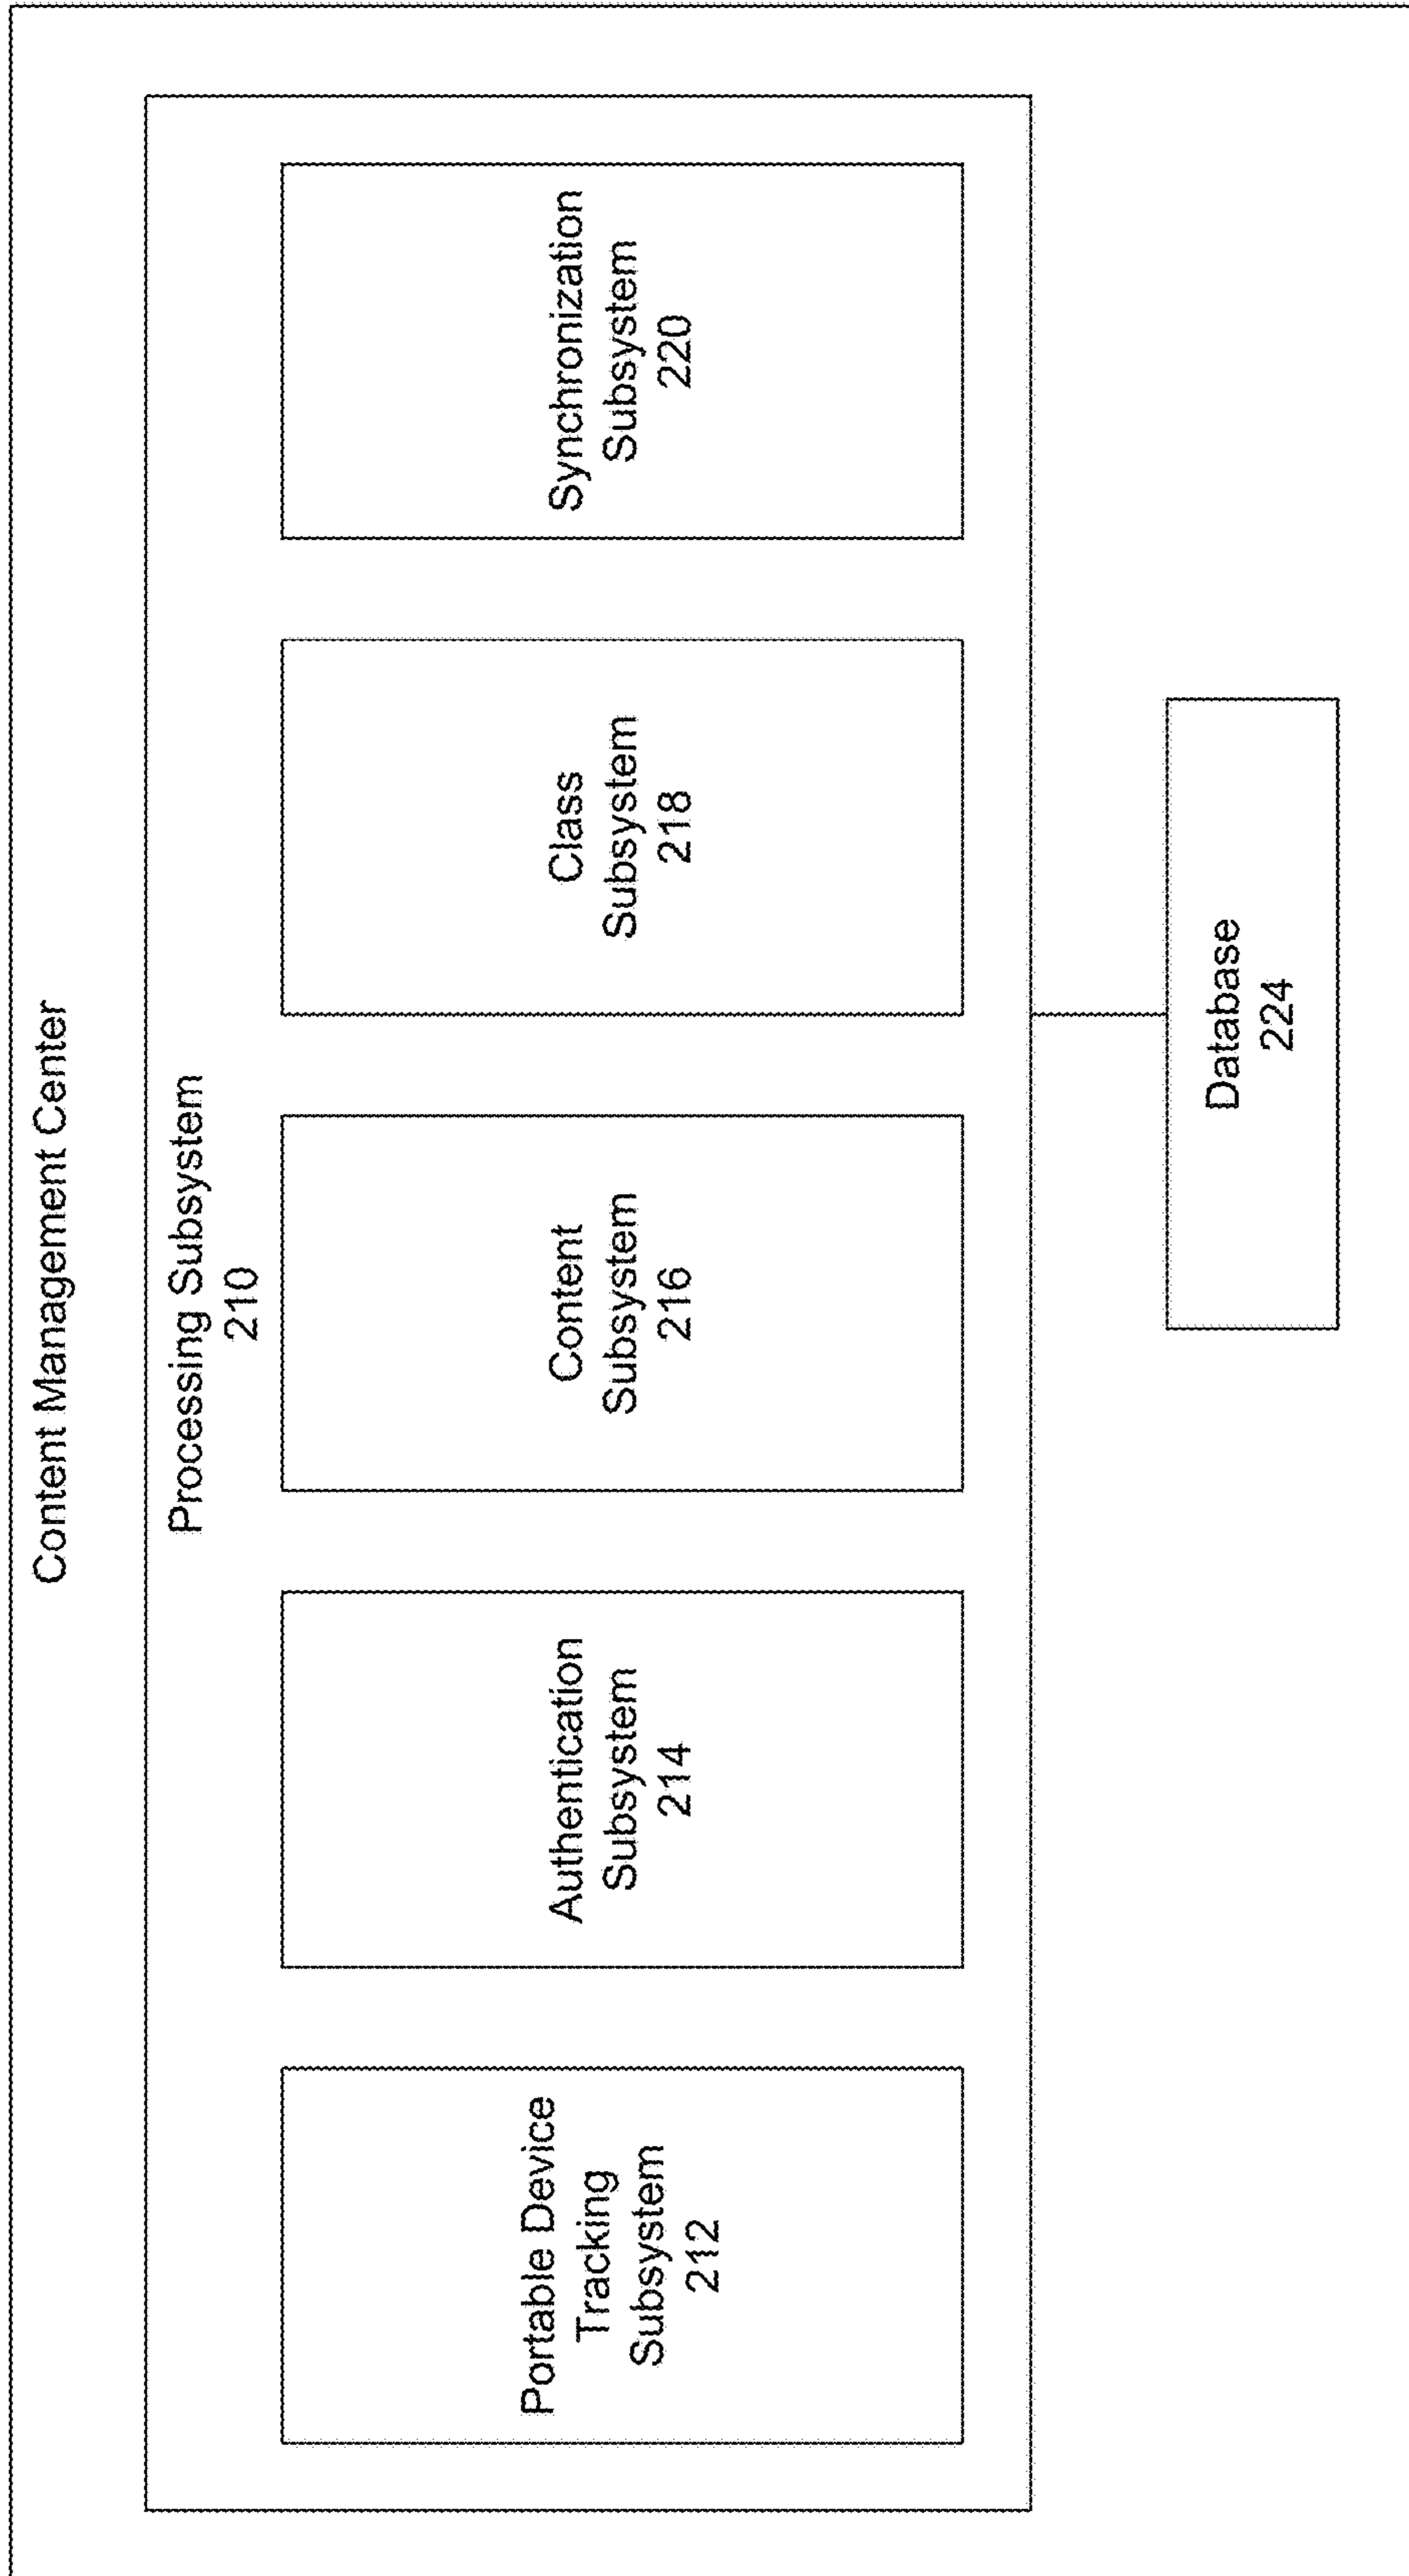 Content Management Center
Processing Subsystem
210
Portable Device
Tracking
Subsystem
212
Authentication
Subsystem
214
Content
Subsystem
216
Class
Subsystem
218
Synchronization
Subsystem
220
Database
224